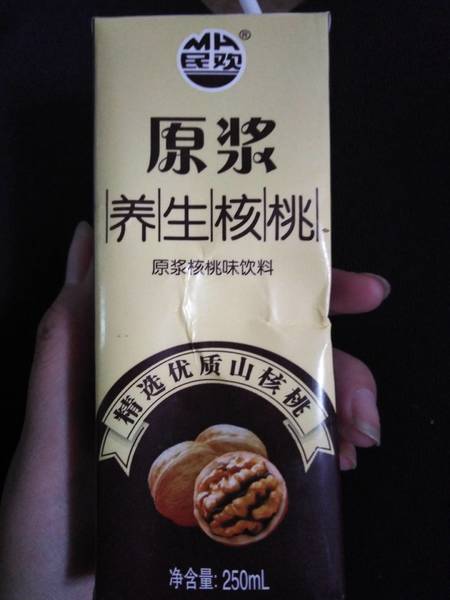 MH
民欢®
原浆
养生核桃
原浆核桃味饮料
精选优质山核桃
净含量: 250mL